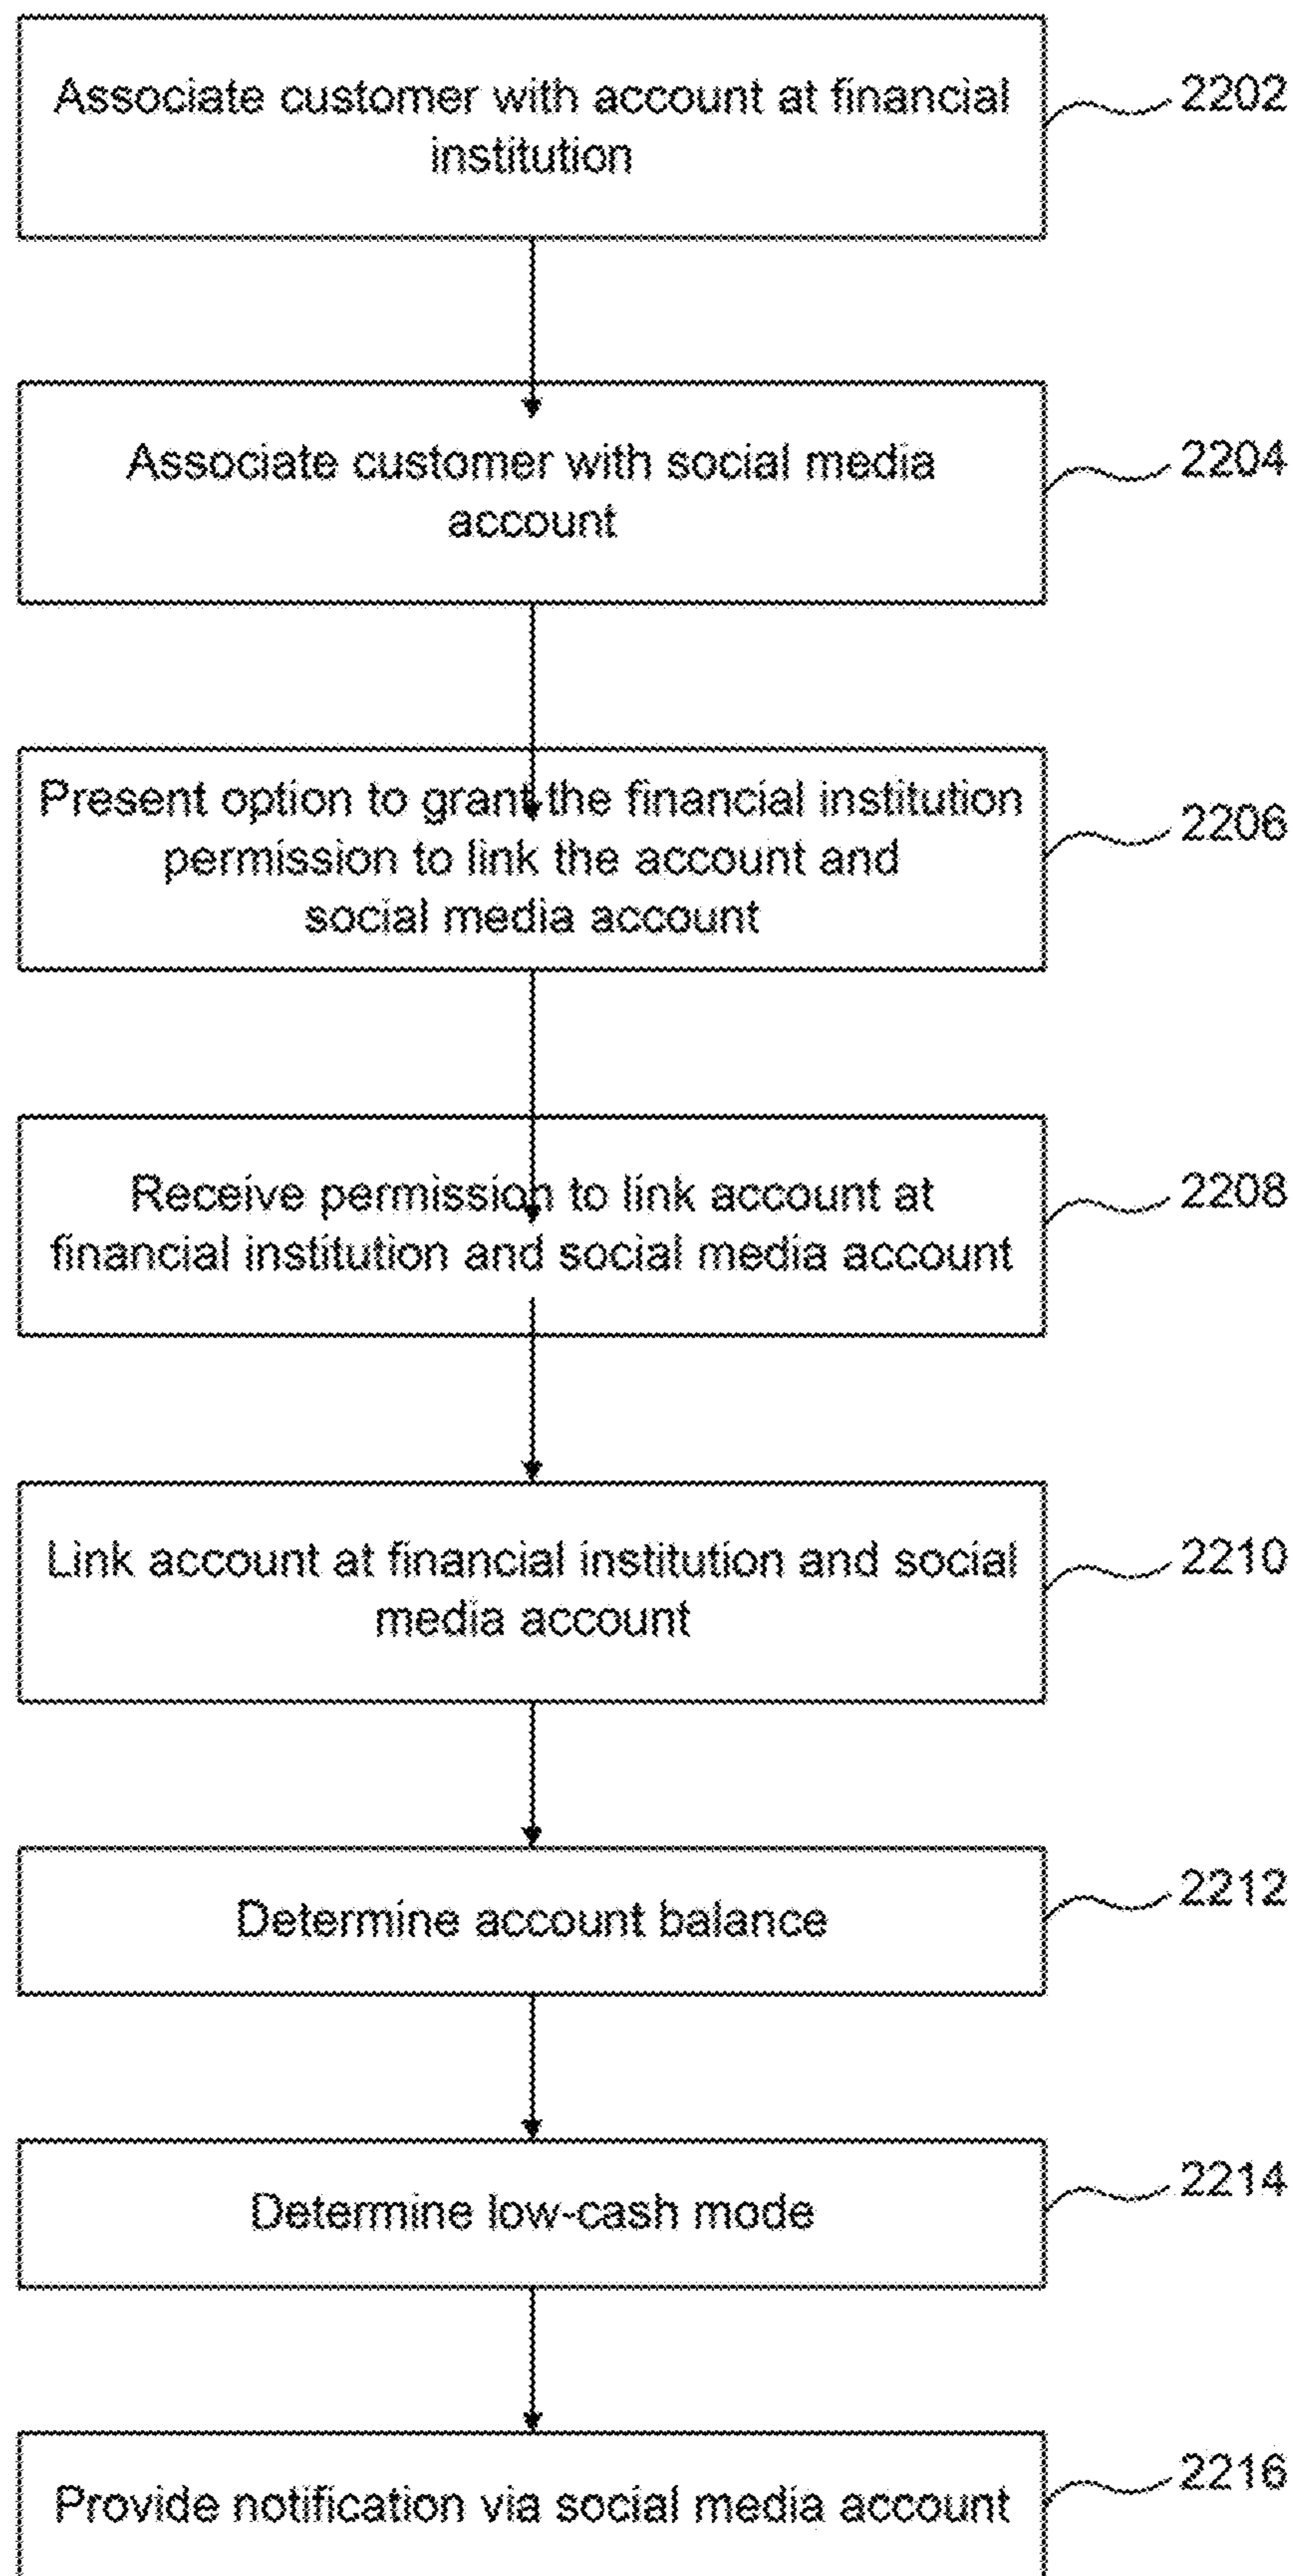 Associate customer with account at financial
institution
2202
Associate customer with social media
account
2204
Present option to grant the financial institution
permission to link the account and
social media account
2206
Receive permission to link account at
financial institution and social media account
2208
Link account at financial institution and social
media account
2210
Determine account balance
2212
Determine low-cash mode
2214
Provide notification via social media account
2216